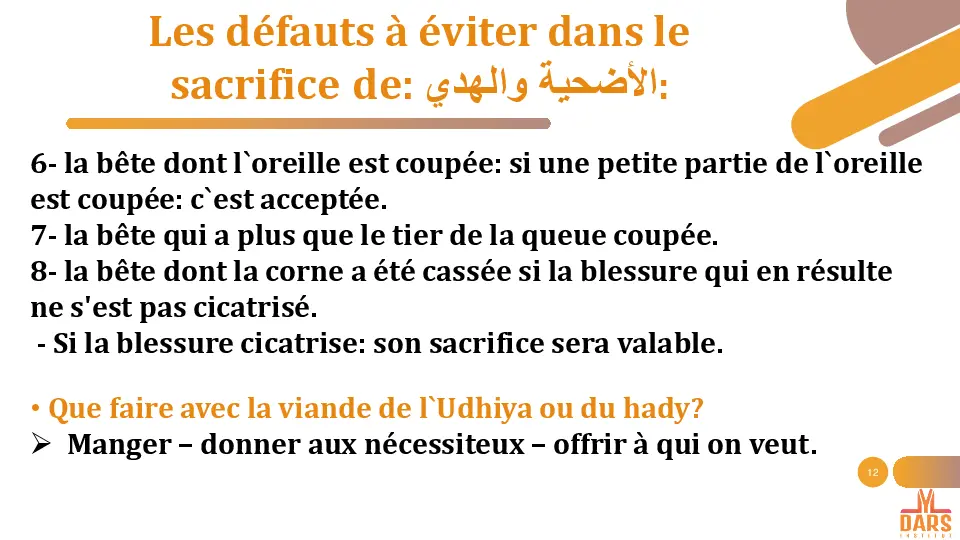 Les défauts à éviter dans le
sacrifice de: الأضحية والهدي:
6- la bête dont l`oreille est coupée: si une petite partie de l`oreille
est coupée: c`est acceptée.
7- la bête qui a plus que le tier de la queue coupée.
8- la bête dont la corne a été cassée si la blessure qui en résulte
ne s'est pas cicatrisé.
- Si la blessure cicatrise: son sacrifice sera valable.
• Que faire avec la viande de l`Udhiya ou du hady?
➢ Manger – donner aux nécessiteux – offrir à qui on veut.
12
DARS
INSTITUT